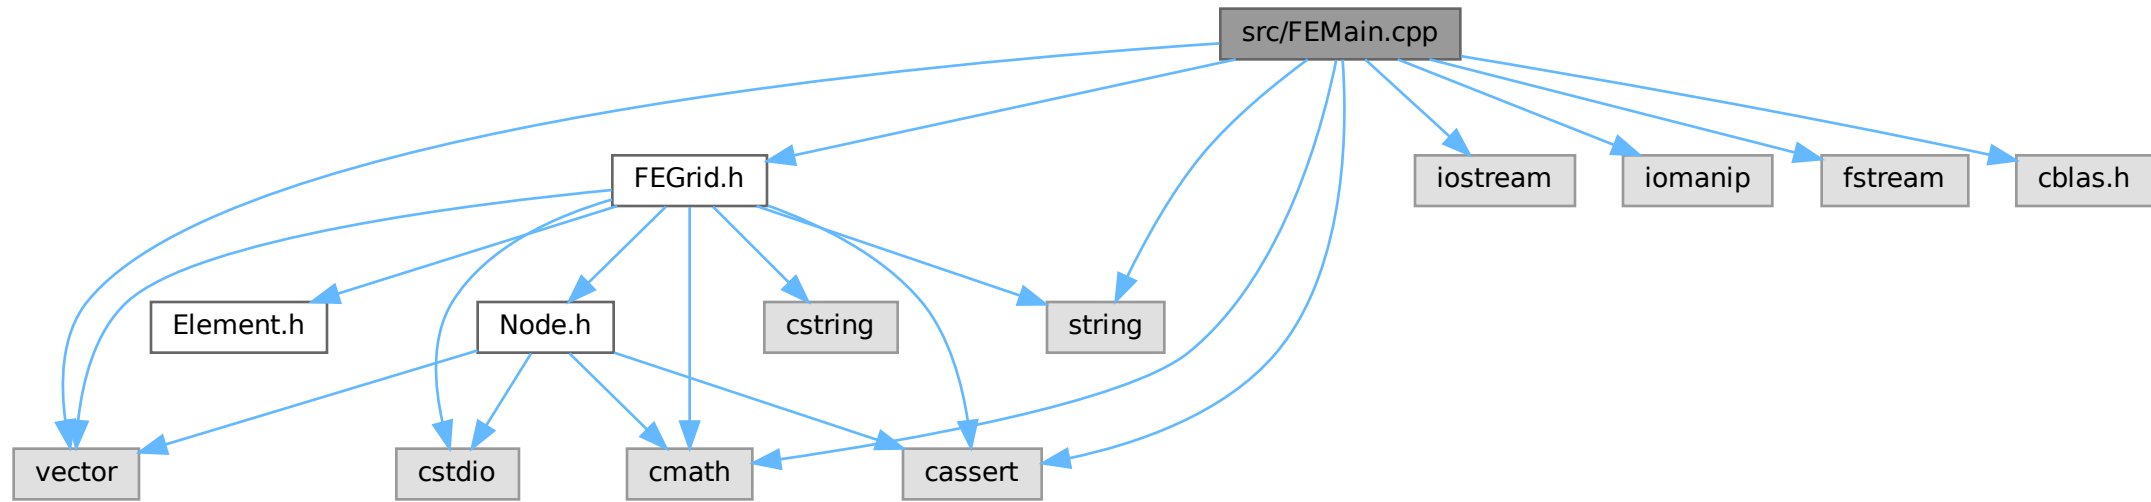 src/FEMain.cpp
FEGrid.h
iostream
iomanip
fstream
cblas.h
Element.h
Node.h
cstring
string
vector
cstdio
cmath
cassert